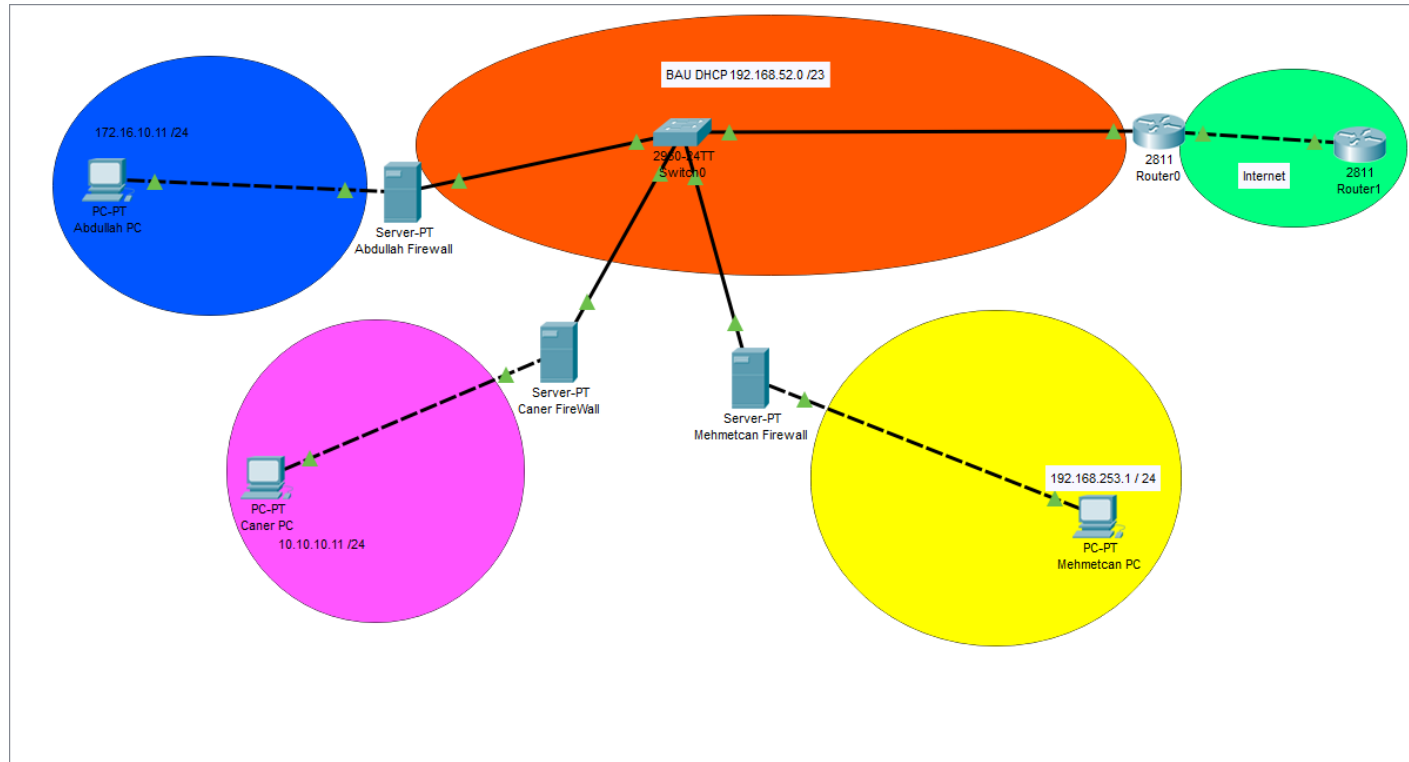 BAU DHCP 192.168.52.0 /23
172.16.10.11 /24
PC-PT
Abdullah PC
Server-PT
Abdullah Firewall
2960-24TT
Switch0
2811
Router0
Internet
2811
Router1
Server-PT
Caner FireWall
Server-PT
Mehmetcan Firewall
PC-PT
Caner PC
10.10.10.11 /24
192.168.253.1 / 24
PC-PT
Mehmetcan PC